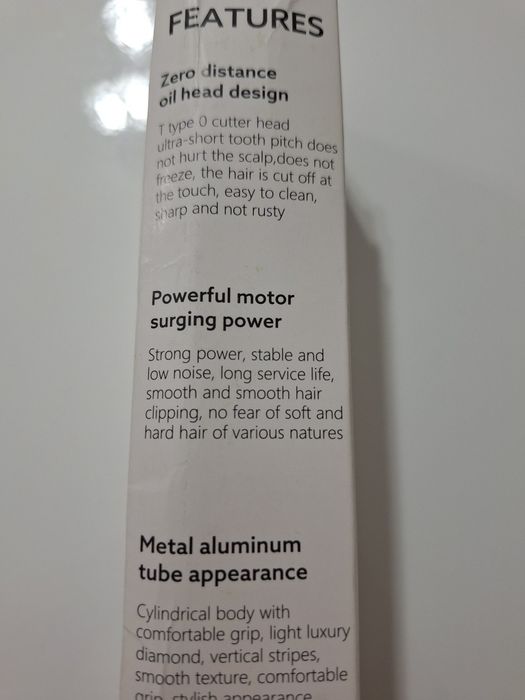 FEATURES
Zero distance
oil head design
T type 0 cutter head
ultra-short tooth pitch does
not hurt the scalp,does not
freeze, the hair is cut off at
the touch, easy to clean,
sharp and not rusty
Powerful motor
surging power
Strong power, stable and
low noise, long service life,
smooth and smooth hair
clipping, no fear of soft and
hard hair of various natures
Metal aluminum
tube appearance
Cylindrical body with
comfortable grip, light luxury
diamond, vertical stripes,
smooth texture, comfortable
grip, stylish appearance